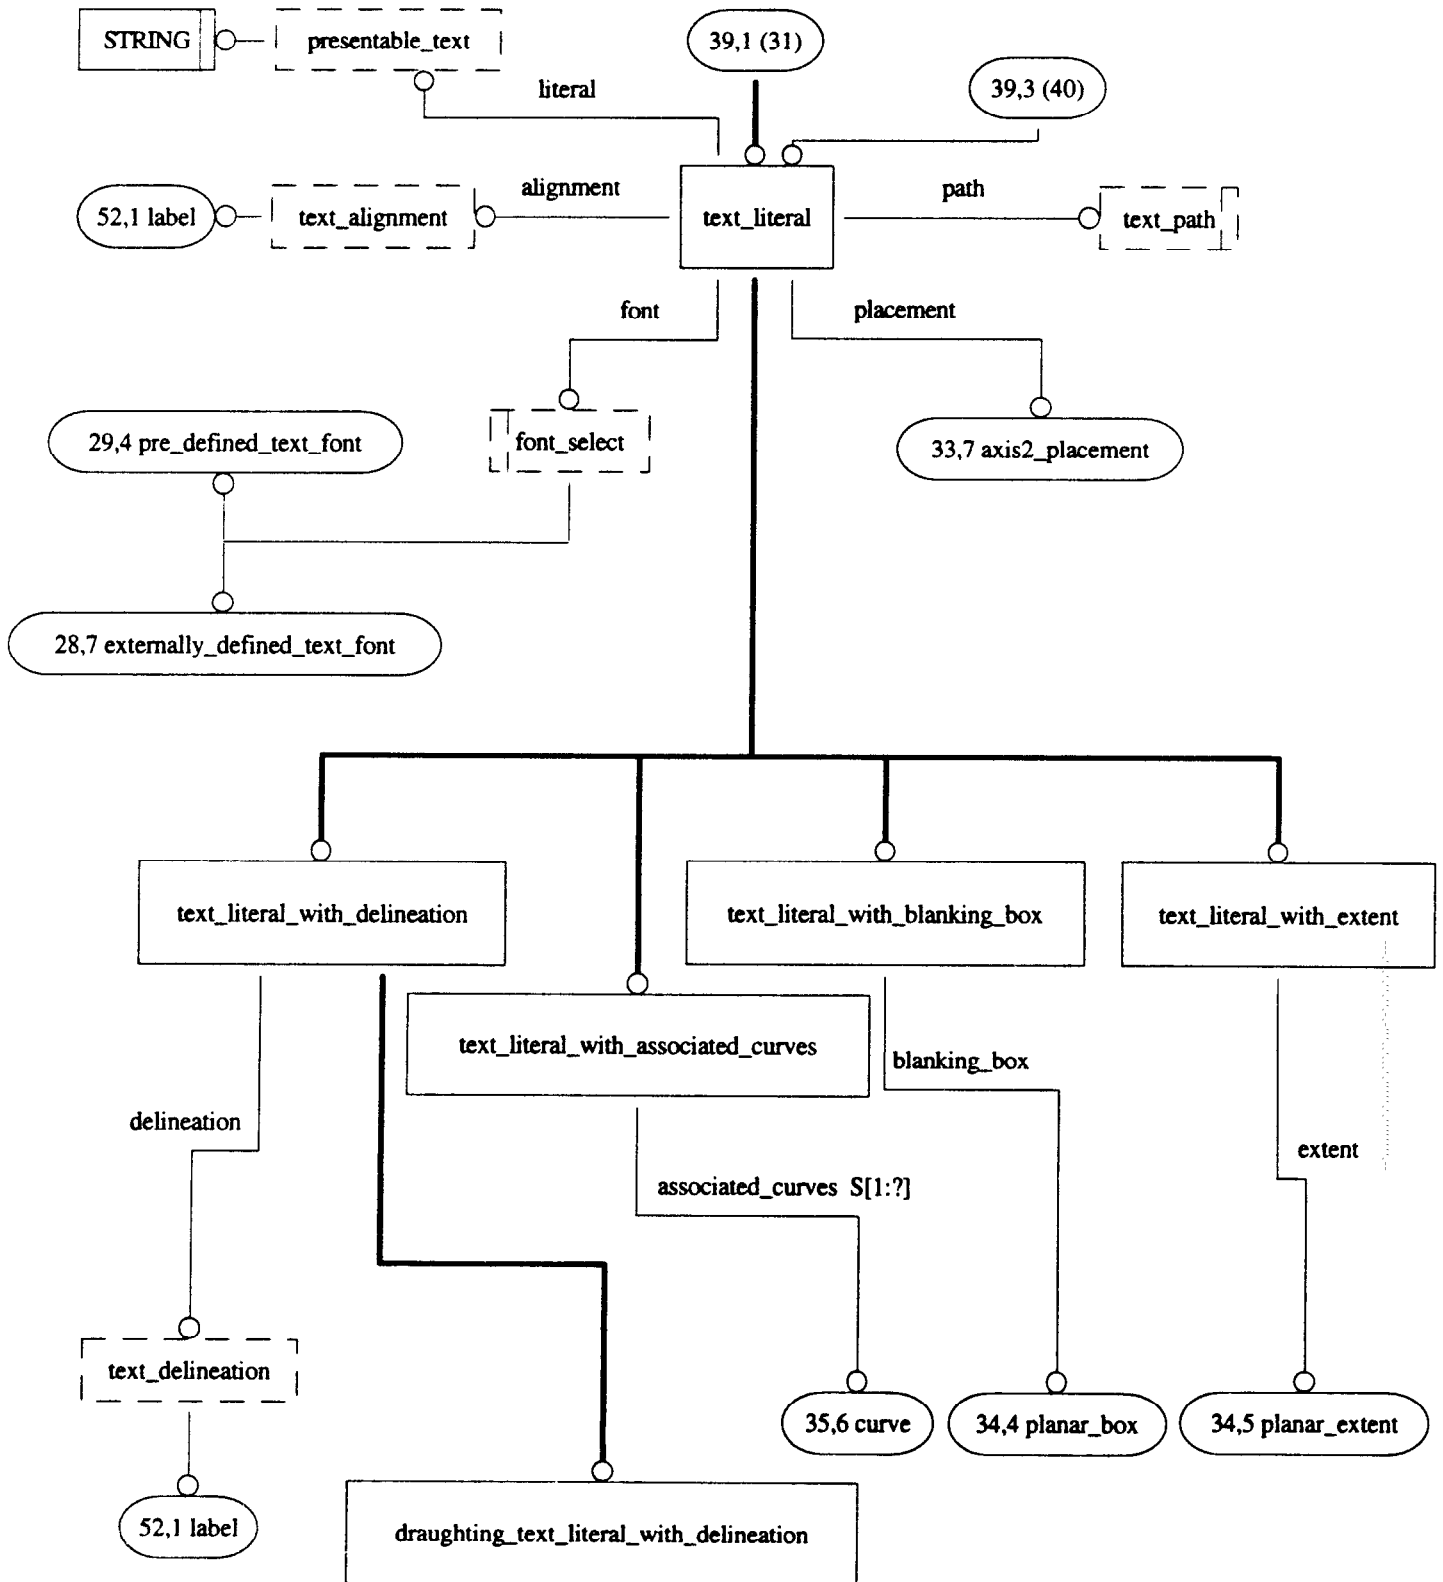 STRING
presentable_text
39,1 (31)
39,3 (40)
literal
52,1 label
text_alignment
alignment
text_literal
path
text_path
font
placement
29,4 pre_defined_text_font
font_select
33,7 axis2_placement
28,7 externally_defined_text_font
text_literal_with_delineation
text_literal_with_blanking_box
text_literal_with_extent
text_literal_with_associated_curves
blanking_box
delineation
extent
associated_curves S[1:?]
text_delineation
35,6 curve
34,4 planar_box
34,5 planar_extent
52,1 label
draughting_text_literal_with_delineation